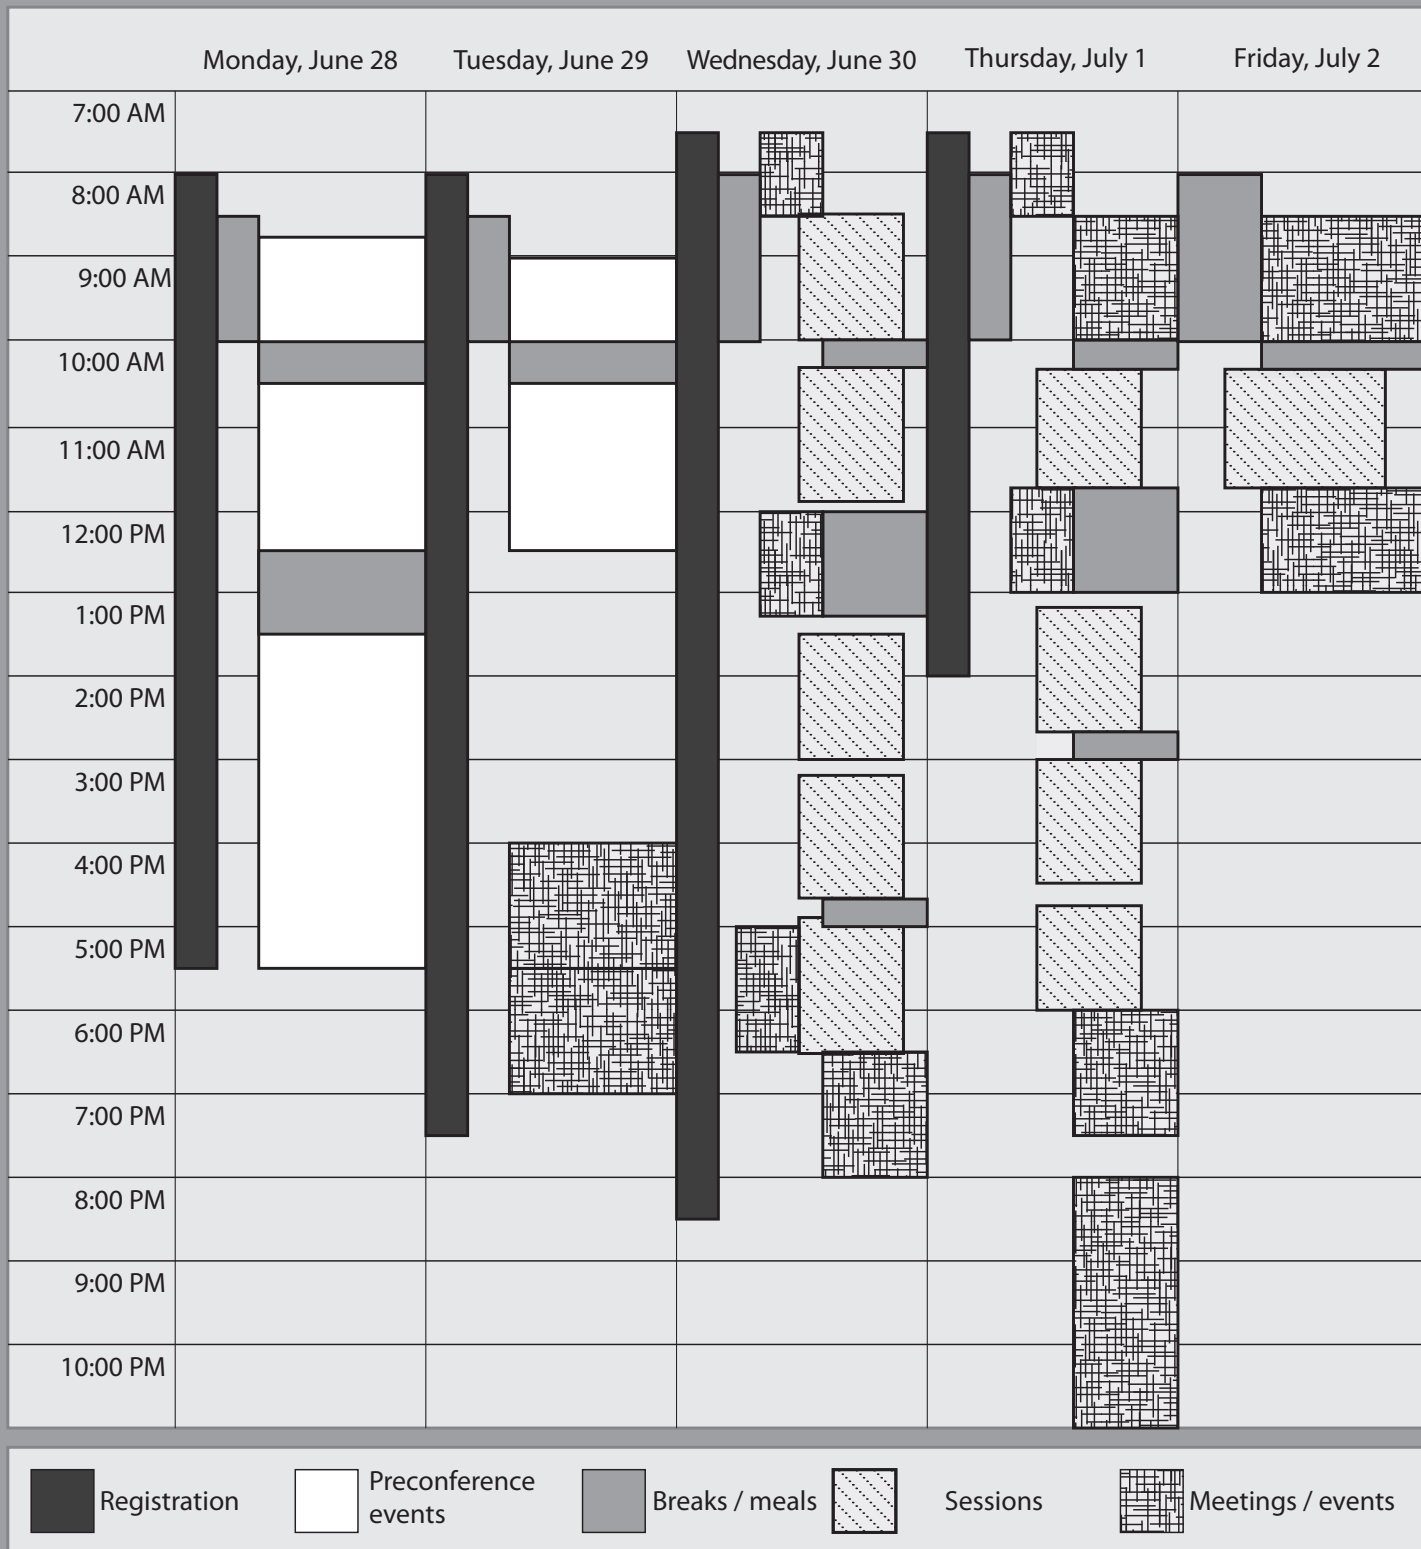 Monday, June 28 Tuesday, June 29 Wednesday, June 30 Thursday, July 1 Friday, July 2
7:00 AM
8:00 AM
9:00 AM
10:00 AM
11:00 AM
12:00 PM
1:00 PM
2:00 PM
3:00 PM
4:00 PM
5:00 PM
6:00 PM
7:00 PM
8:00 PM
9:00 PM
10:00 PM
Registration
Preconference
events
Breaks / meals
Sessions
Meetings / events